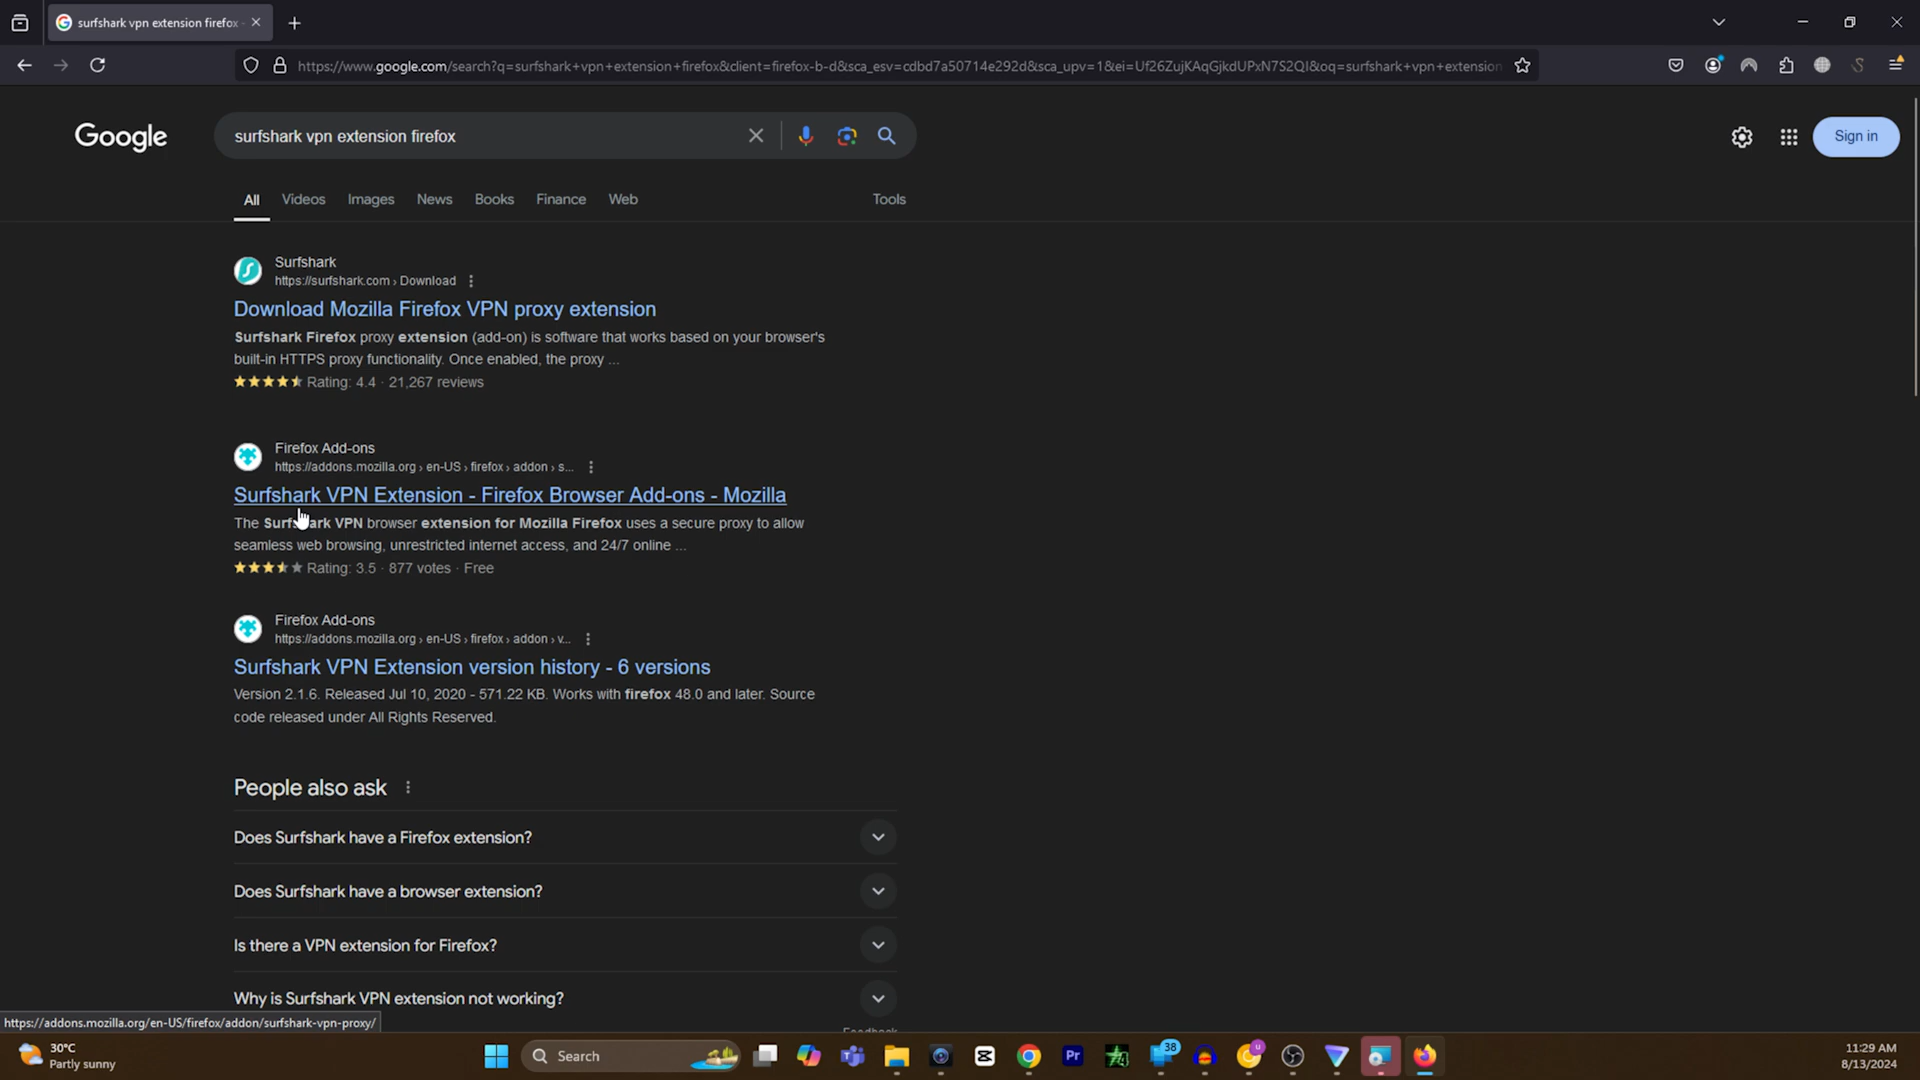 surfshark vpn extension firefox -
https://www.google.com/search?q=surfshark+vpn+extension+firefox&client=firefox-b-d&sca_esv=cdbd7a50714e292d&sca_upv=1&ei=Uf26ZujKAqGjkdUPxN7S2QI&oq=surfshark+vpn+extension
Google
surfshark vpn extension firefox
Sign in
All
Videos
Images
News
Books
Finance
Web
Tools
Surfshark
https://surfshark.com › Download
Download Mozilla Firefox VPN proxy extension
Surfshark Firefox proxy extension (add-on) is software that works based on your browser's
built-in HTTPS proxy functionality. Once enabled, the proxy ...
Rating: 4.4 · 21,267 reviews
Firefox Add-ons
https://addons.mozilla.org › en-US › firefox › addon › s...
Surfshark VPN Extension - Firefox Browser Add-ons - Mozilla
The Surfshark VPN browser extension for Mozilla Firefox uses a secure proxy to allow
seamless web browsing, unrestricted internet access, and 24/7 online ...
Rating: 3.5 · 877 votes · Free
Firefox Add-ons
https://addons.mozilla.org › en-US › firefox › addon › v...
Surfshark VPN Extension version history - 6 versions
Version 2.1.6. Released Jul 10, 2020 - 571.22 KB. Works with firefox 48.0 and later. Source
code released under All Rights Reserved.
People also ask
Does Surfshark have a Firefox extension?
Does Surfshark have a browser extension?
Is there a VPN extension for Firefox?
Why is Surfshark VPN extension not working?
Feedback
https://addons.mozilla.org/en-US/firefox/addon/surfshark-vpn-proxy/
30°C
Partly sunny
Search
Pr
38
u
11:29 AM
8/13/2024